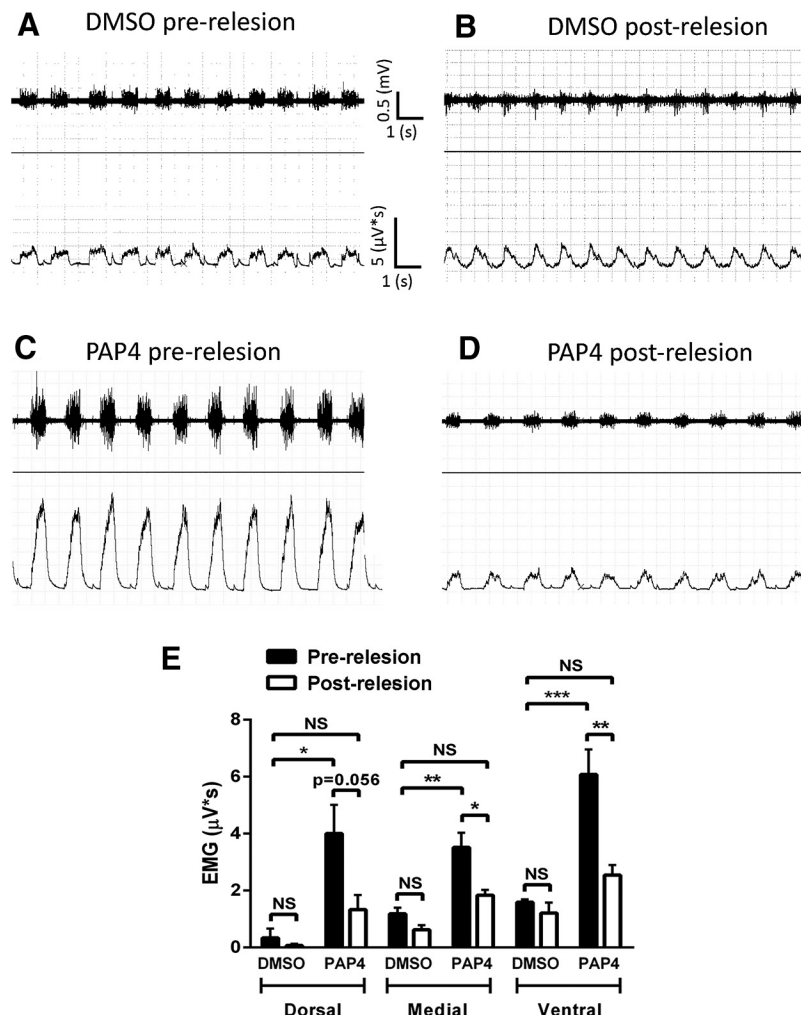 A DMSO pre-relesion
B DMSO post-relesion
0.5 (mV)
1 (s)
5 (µV*s)
1 (s)
C PAP4 pre-relesion
D PAP4 post-relesion
E
Pre-relesion
Post-relesion
EMG (µV*s)
8
6
4
2
0
NS
*
p=0.056
NS
NS
**
*
NS
NS
***
**
NS
DMSO PAP4 DMSO PAP4 DMSO PAP4
Dorsal Medial Ventral